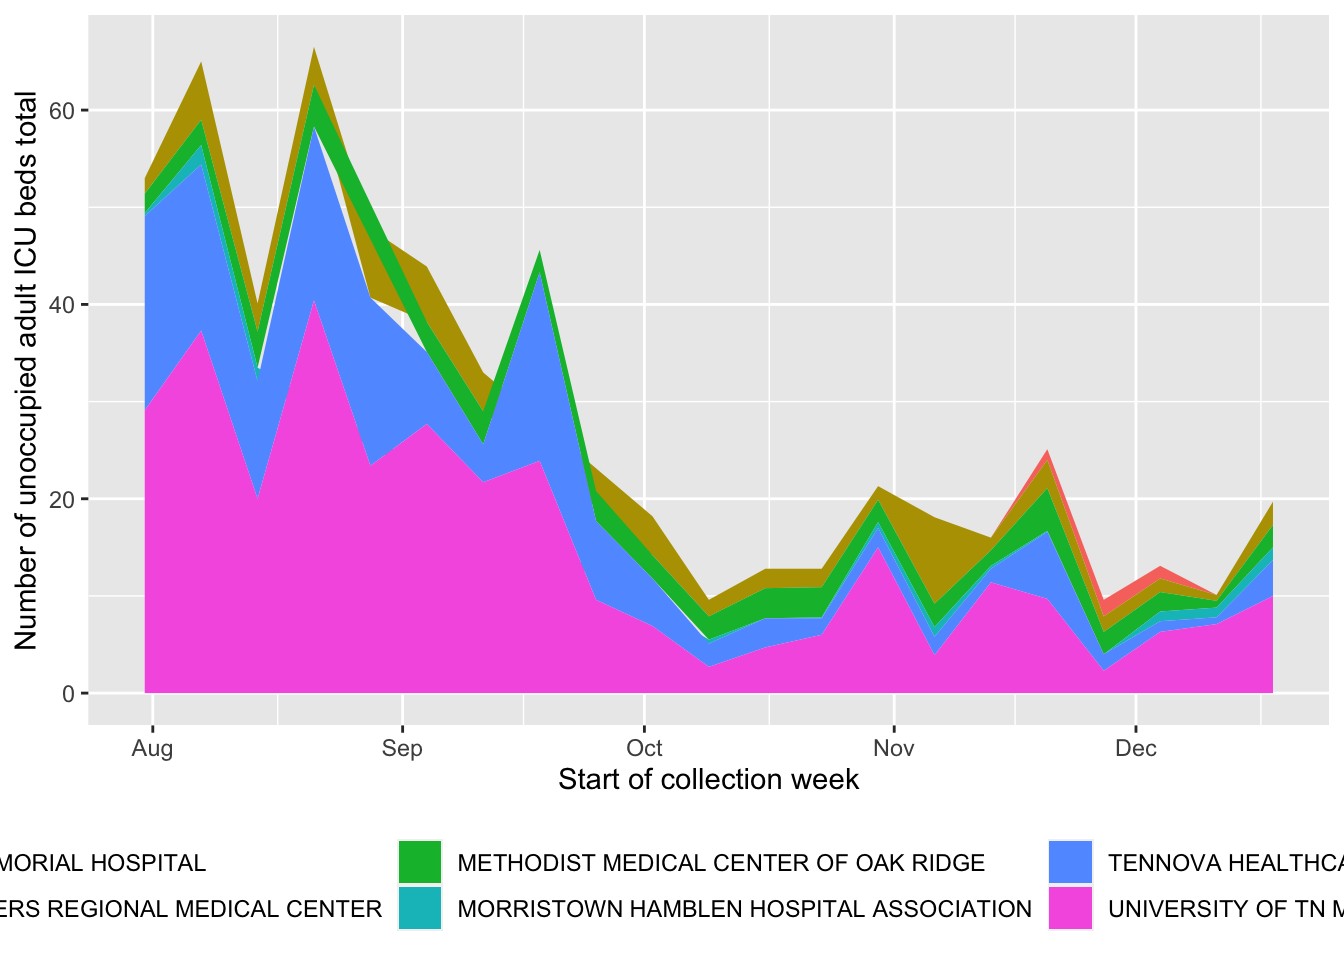 Number of unoccupied adult ICU beds total
60
40
20
0
Aug Sep Oct Nov Dec
Start of collection week
MORIAL HOSPITAL METHODIST MEDICAL CENTER OF OAK RIDGE TENNOVA HEALTHCA
ERS REGIONAL MEDICAL CENTER MORRISTOWN HAMBLEN HOSPITAL ASSOCIATION UNIVERSITY OF TN M